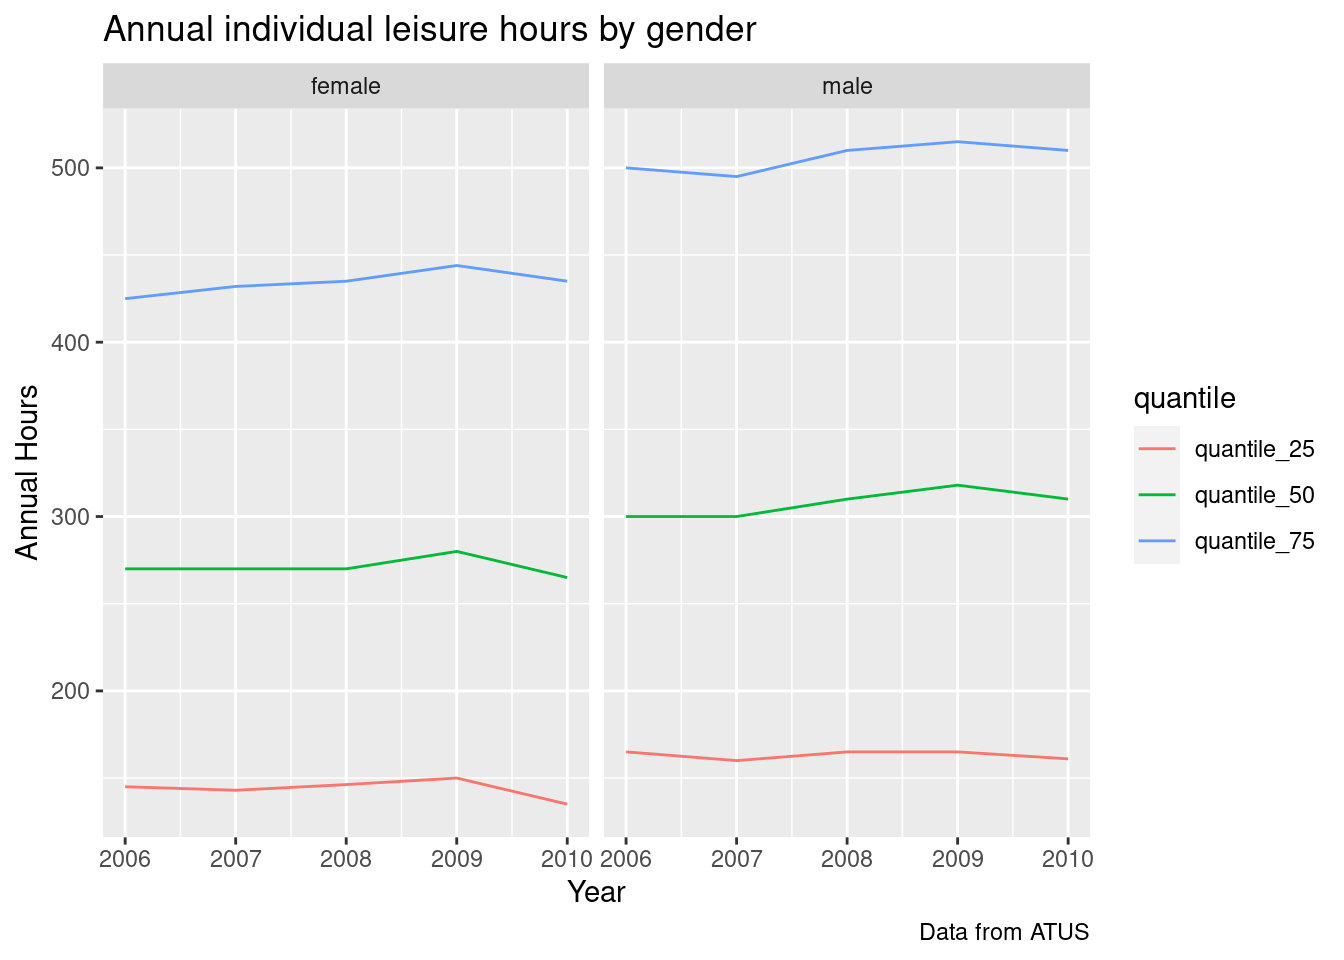 Annual individual leisure hours by gender
female
male
500
400
300
200
Annual Hours
2006 2007 2008 2009 2010
2006 2007 2008 2009 2010
Year
quantile
quantile_25
quantile_50
quantile_75
Data from ATUS